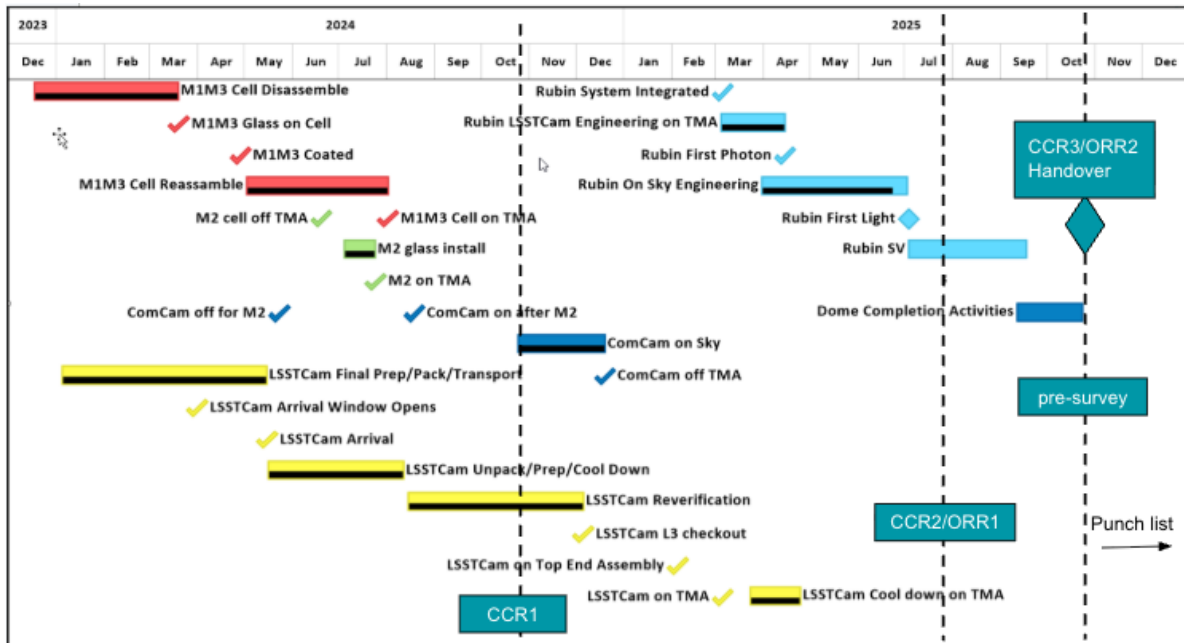 2023 2024 2025
Dec Jan Feb Mar Apr May Jun Jul Aug Sep Oct Nov Dec Jan Feb Mar Apr May Jun Jul Aug Sep Oct Nov Dec
M1M3 Cell Disassemble
Rubin System Integrated
M1M3 Glass on Cell
Rubin LSSTCam Engineering on TMA
M1M3 Coated
Rubin First Photon
CCR3/ORR2
Handover
M1M3 Cell Reassamble
Rubin On Sky Engineering
M2 cell off TMA
M1M3 Cell on TMA
Rubin First Light
M2 glass install
Rubin SV
M2 on TMA
ComCam off for M2
ComCam on after M2
Dome Completion Activities
ComCam on Sky
LSSTCam Final Prep/Pack/Transport
ComCam off TMA
pre-survey
LSSTCam Arrival Window Opens
LSSTCam Arrival
LSSTCam Unpack/Prep/Cool Down
LSSTCam Reverification
CCR2/ORR1
Punch list
LSSTCam L3 checkout
LSSTCam on Top End Assembly
LSSTCam on TMA
LSSTCam Cool down on TMA
CCR1